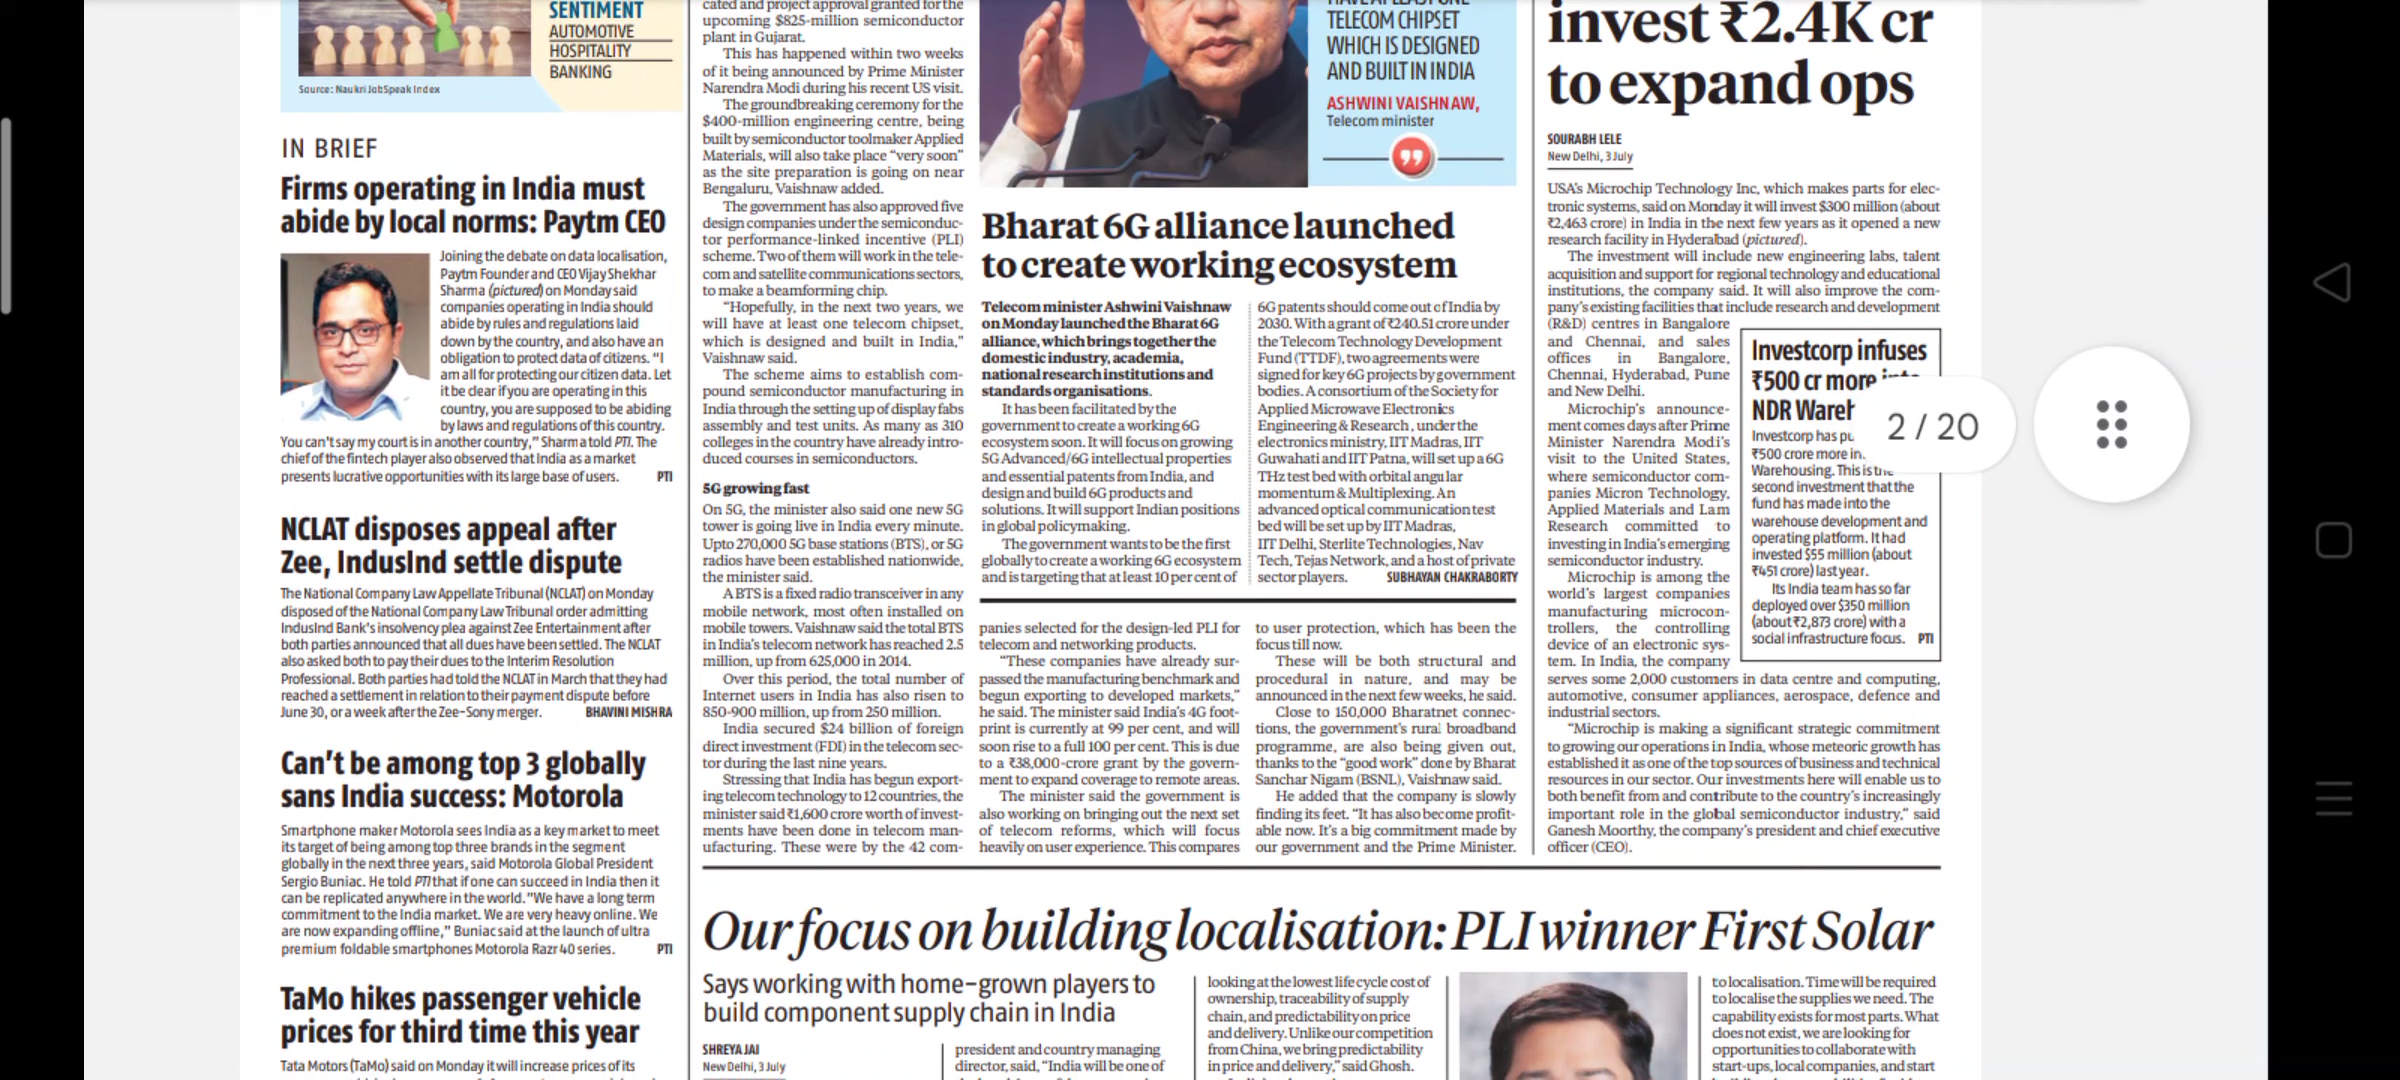 SENTIMENT
AUTOMOTIVE
HOSPITALITY
BANKING
Source: Naukri JobSpeak Index
IN BRIEF
Firms operating in India must
abide by local norms: Paytm CEO
Joining the debate on data localisation,
Paytm Founder and CEO Vijay Shekhar
Sharma (pictured) on Monday said
companies operating in India should
abide by rules and regulations laid
down by the country, and also have an
obligation to protect data of citizens. “I
am all for protecting our citizen data. Let
it be clear if you are operating in this
country, you are supposed to be abiding
by laws and regulations of this country.
You can't say my court is in another country,” Sharma told PTI. The
chief of the fintech player also observed that India as a market
presents lucrative opportunities with its large base of users. PTI
NCLAT disposes appeal after
Zee, IndusInd settle dispute
The National Company Law Appellate Tribunal (NCLAT) on Monday
disposed of the National Company Law Tribunal order admitting
IndusInd Bank's insolvency plea against Zee Entertainment after
both parties announced that all dues have been settled. The NCLAT
also asked both to pay their dues to the Interim Resolution
Professional. Both parties had told the NCLAT in March that they had
reached a settlement in relation to their payment dispute before
June 30, or a week after the Zee-Sony merger. BHAVINI MISHRA
Can't be among top 3 globally
sans India success: Motorola
Smartphone maker Motorola sees India as a key market to meet
its target of being among top three brands in the segment
globally in the next three years, said Motorola Global President
Sergio Buniac. He told PTI that if one can succeed in India then it
can be replicated anywhere in the world. "We have a long term
commitment to the India market. We are very heavy online. We
are now expanding offline,” Buniac said at the launch of ultra
premium foldable smartphones Motorola Razr 40 series. PTI
TaMo hikes passenger vehicle
prices for third time this year
Tata Motors (TaMo) said on Monday it will increase prices of its
cated and project approval granted for the
upcoming $825-million semiconductor
plant in Gujarat.
This has happened within two weeks
of it being announced by Prime Minister
Narendra Modi during his recent US visit.
The groundbreaking ceremony for the
$400-million engineering centre, being
built by semiconductor toolmaker Applied
Materials, will also take place “very soon”
as the site preparation is going on near
Bengaluru, Vaishnaw added.
The government has also approved five
design companies under the semiconduc-
tor performance-linked incentive (PLI)
scheme. Two of them will work in the tele-
com and satellite communications sectors,
to make a beamforming chip.
“Hopefully, in the next two years, we
will have at least one telecom chipset,
which is designed and built in India,”
Vaishnaw said.
The scheme aims to establish com-
pound semiconductor manufacturing in
India through the setting up of display fabs
assembly and test units. As many as 310
colleges in the country have already intro-
duced courses in semiconductors.
5G growing fast
On 5G, the minister also said one new 5G
tower is going live in India every minute.
Upto 270,000 5G base stations (BTS), or 5G
radios have been established nationwide,
the minister said.
A BTS is a fixed radio transceiver in any
mobile network, most often installed on
mobile towers. Vaishnaw said the total BTS
in India's telecom network has reached 2.5
million, up from 625,000 in 2014.
Over this period, the total number of
Internet users in India has also risen to
850-900 million, up from 250 million.
India secured $24 billion of foreign
direct investment (FDI) in the telecom sec-
tor during the last nine years.
Stressing that India has begun export-
ing telecom technology to 12 countries, the
minister said ₹1,600 crore worth of invest-
ments have been done in telecom man-
ufacturing. These were by the 42 com-
HAVE AT LEAST ONE
TELECOM CHIPSET
WHICH IS DESIGNED
AND BUILT IN INDIA
ASHWINI VAISHNAW,
Telecom minister
Bharat 6G alliance launched
to create working ecosystem
Telecom minister Ashwini Vaishnaw
on Monday launched the Bharat 6G
alliance, which brings together the
domestic industry, academia,
national research institutions and
standards organisations.
It has been facilitated by the
government to create a working 6G
ecosystem soon. It will focus on growing
5G Advanced/6G intellectual properties
and essential patents from India, and
design and build 6G products and
solutions. It will support Indian positions
in global policymaking.
The government wants to be the first
globally to create a working 6G ecosystem
and is targeting that at least 10 per cent of
6G patents should come out of India by
2030. With a grant of ₹240.51 crore under
the Telecom Technology Development
Fund (TTDF), two agreements were
signed for key 6G projects by government
bodies. A consortium of the Society for
Applied Microwave Electronics
Engineering & Research , under the
electronics ministry, IIT Madras, IIT
Guwahati and IIT Patna, will set up a 6G
THz test bed with orbital angular
momentum & Multiplexing. An
advanced optical communication test
bed will be set up by IIT Madras,
IIT Delhi, Sterlite Technologies, Nav
Tech, Tejas Network, and a host of private
sector players. SUBHAYAN CHAKRABORTY
panies selected for the design-led PLI for
telecom and networking products.
“These companies have already sur-
passed the manufacturing benchmark and
begun exporting to developed markets,”
he said. The minister said India's 4G foot-
print is currently at 99 per cent, and will
soon rise to a full 100 per cent. This is due
to a ₹38,000-crore grant by the govern-
ment to expand coverage to remote areas.
The minister said the government is
also working on bringing out the next set
of telecom reforms, which will focus
heavily on user experience. This compares
to user protection, which has been the
focus till now.
These will be both structural and
procedural in nature, and may be
announced in the next few weeks, he said.
Close to 150,000 Bharatnet connec-
tions, the government's rural broadband
programme, are also being given out,
thanks to the “good work” done by Bharat
Sanchar Nigam (BSNL), Vaishnaw said.
He added that the company is slowly
finding its feet. “It has also become profit-
able now. It's a big commitment made by
our government and the Prime Minister.
invest ₹2.4K cr
to expand ops
SOURABH LELE
New Delhi, 3 July
USA's Microchip Technology Inc, which makes parts for elec-
tronic systems, said on Monday it will invest $300 million (about
₹2,463 crore) in India in the next few years as it opened a new
research facility in Hyderabad (pictured).
The investment will include new engineering labs, talent
acquisition and support for regional technology and educational
institutions, the company said. It will also improve the com-
pany's existing facilities that include research and development
(R&D) centres in Bangalore
and Chennai, and sales
offices in Bangalore,
Chennai, Hyderabad, Pune
and New Delhi.
Microchip's announce-
ment comes days after Prime
Minister Narendra Modi's
visit to the United States,
where semiconductor com-
panies Micron Technology,
Applied Materials and Lam
Research committed to
investing in India's emerging
semiconductor industry.
Microchip is among the
world's largest companies
manufacturing microcon-
trollers, the controlling
device of an electronic sys-
tem. In India, the company
serves some 2,000 customers in data centre and computing,
automotive, consumer appliances, aerospace, defence and
industrial sectors.
“Microchip is making a significant strategic commitment
to growing our operations in India, whose meteoric growth has
established it as one of the top sources of business and technical
resources in our sector. Our investments here will enable us to
both benefit from and contribute to the country's increasingly
important role in the global semiconductor industry,” said
Ganesh Moorthy, the company's president and chief executive
officer (CEO).
Investcorp infuses
₹500 cr more into
NDR Wareh
Investcorp has pu
₹500 crore more in
Warehousing. This is the
second investment that the
fund has made into the
warehouse development and
operating platform. It had
invested $55 million (about
₹451 crore) last year.
Its India team has so far
deployed over $350 million
(about ₹2,873 crore) with a
social infrastructure focus. PTI
2 / 20
Our focus on building localisation: PLI winner First Solar
Says working with home-grown players to
build component supply chain in India
SHREYA JAI
New Delhi, 3 July
president and country managing
director, said, “India will be one of
looking at the lowest life cycle cost of
ownership, traceability of supply
chain, and predictability on price
and delivery. Unlike our competition
from China, we bring predictability
in price and delivery,” said Ghosh.
to localisation. Time will be required
to localise the supplies we need. The
capability exists for most parts. What
does not exist, we are looking for
opportunities to collaborate with
start-ups, local companies, and start